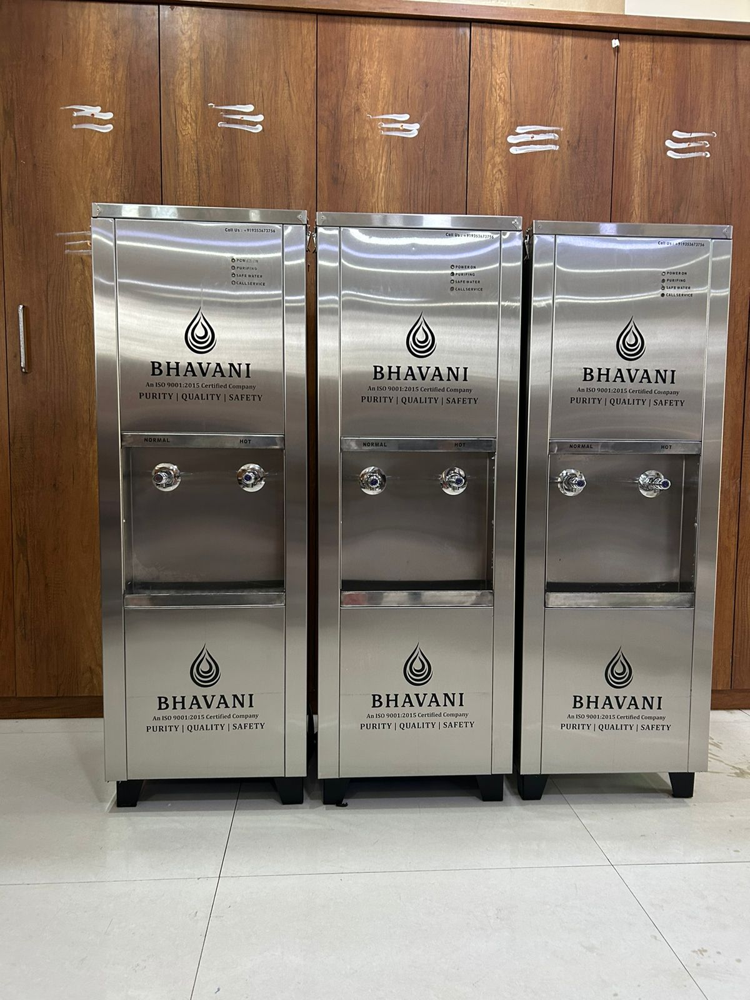 Call Us : +919353673756
POWER ON
PURIFING
SAFE WATER
CALL SERVICE
BHAVANI
An ISO 9001:2015 Certified Company
PURITY | QUALITY | SAFETY
NORMAL HOT
BHAVANI
An ISO 9001:2015 Certified Company
PURITY | QUALITY | SAFETY
Call Us : +919353673756
POWER ON
PURIFING
SAFE WATER
CALL SERVICE
BHAVANI
An ISO 9001:2015 Certified Company
PURITY | QUALITY | SAFETY
NORMAL HOT
BHAVANI
An ISO 9001:2015 Certified Company
PURITY | QUALITY | SAFETY
Call Us : +919353673756
POWER ON
PURIFING
SAFE WATER
CALL SERVICE
BHAVANI
An ISO 9001:2015 Certified Company
PURITY | QUALITY | SAFETY
NORMAL HOT
BHAVANI
An ISO 9001:2015 Certified Company
PURITY | QUALITY | SAFETY